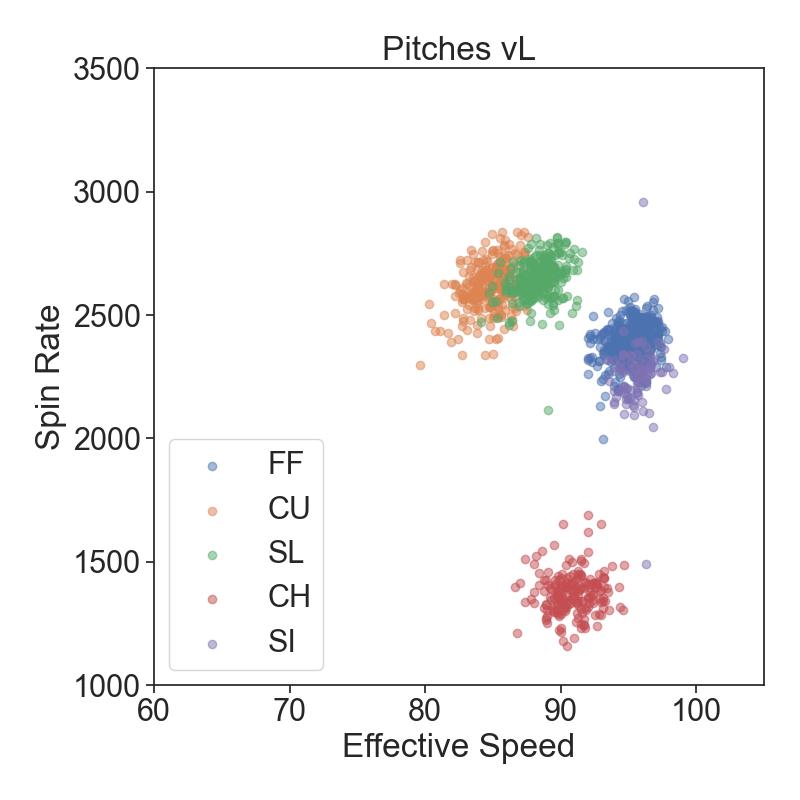 Pitches vL
3500
3000
2500
2000
1500
1000
Spin Rate
FF
CU
SL
CH
SI
60 70 80 90 100
Effective Speed